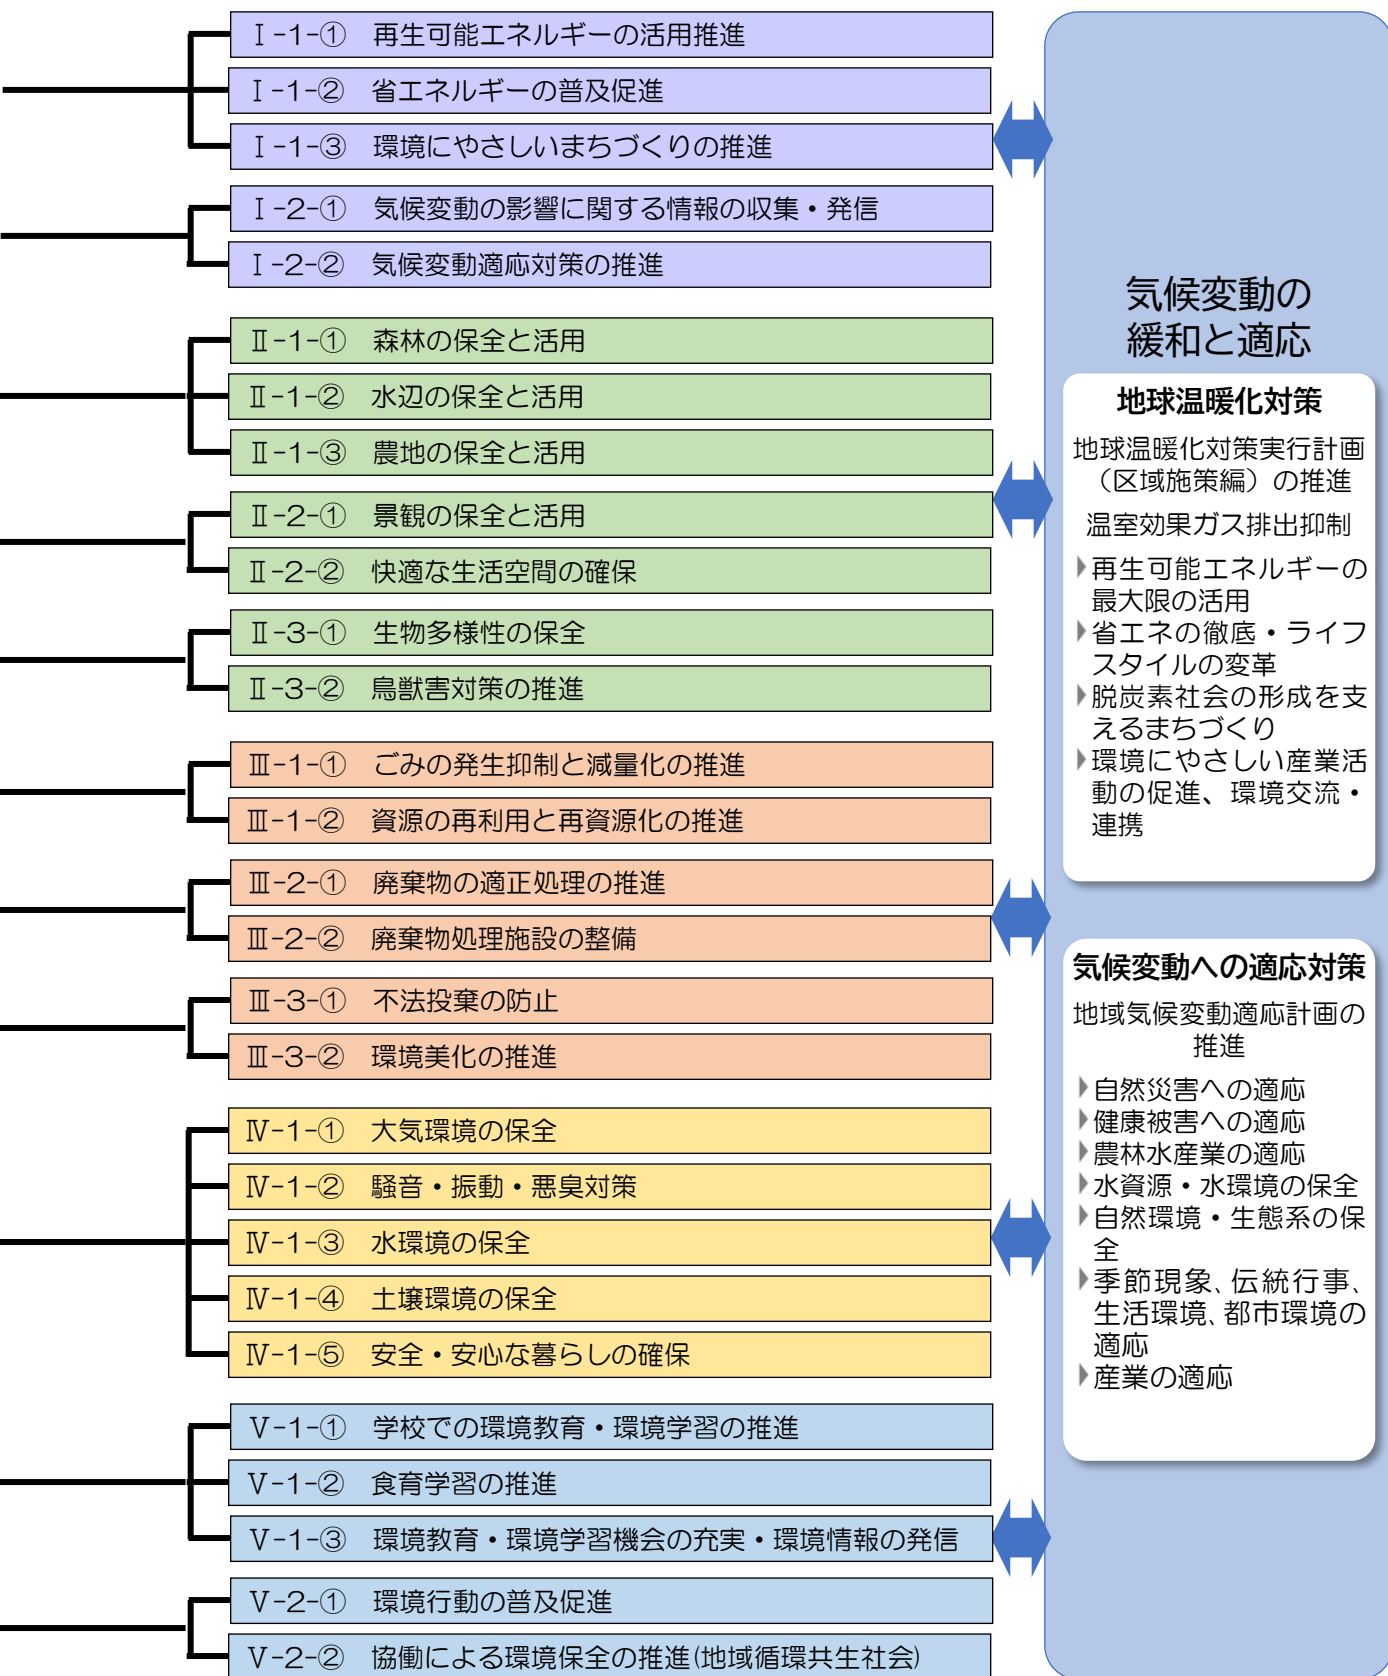 Ⅰ-1-① 再生可能エネルギーの活用推進
Ⅰ-1-② 省エネルギーの普及促進
Ⅰ-1-③ 環境にやさしいまちづくりの推進
Ⅰ-2-① 気候変動の影響に関する情報の収集・発信
Ⅰ-2-② 気候変動適応対策の推進
Ⅱ-1-① 森林の保全と活用
Ⅱ-1-② 水辺の保全と活用
Ⅱ-1-③ 農地の保全と活用
Ⅱ-2-① 景観の保全と活用
Ⅱ-2-② 快適な生活空間の確保
Ⅱ-3-① 生物多様性の保全
Ⅱ-3-② 鳥獣害対策の推進
Ⅲ-1-① ごみの発生抑制と減量化の推進
Ⅲ-1-② 資源の再利用と再資源化の推進
Ⅲ-2-① 廃棄物の適正処理の推進
Ⅲ-2-② 廃棄物処理施設の整備
Ⅲ-3-① 不法投棄の防止
Ⅲ-3-② 環境美化の推進
Ⅳ-1-① 大気環境の保全
Ⅳ-1-② 騒音・振動・悪臭対策
Ⅳ-1-③ 水環境の保全
Ⅳ-1-④ 土壌環境の保全
Ⅳ-1-⑤ 安全・安心な暮らしの確保
Ⅴ-1-① 学校での環境教育・環境学習の推進
Ⅴ-1-② 食育学習の推進
Ⅴ-1-③ 環境教育・環境学習機会の充実・環境情報の発信
Ⅴ-2-① 環境行動の普及促進
Ⅴ-2-② 協働による環境保全の推進(地域循環共生社会)
気候変動の
緩和と適応
地球温暖化対策
地球温暖化対策実行計画
（区域施策編）の推進
温室効果ガス排出抑制
再生可能エネルギーの
最大限の活用
省エネの徹底・ライフ
スタイルの変革
脱炭素社会の形成を支
えるまちづくり
環境にやさしい産業活
動の促進、環境交流・
連携
気候変動への適応対策
地域気候変動適応計画の
推進
自然災害への適応
健康被害への適応
農林水産業の適応
水資源・水環境の保全
自然環境・生態系の保
全
季節現象、伝統行事、
生活環境、都市環境の
適応
産業の適応